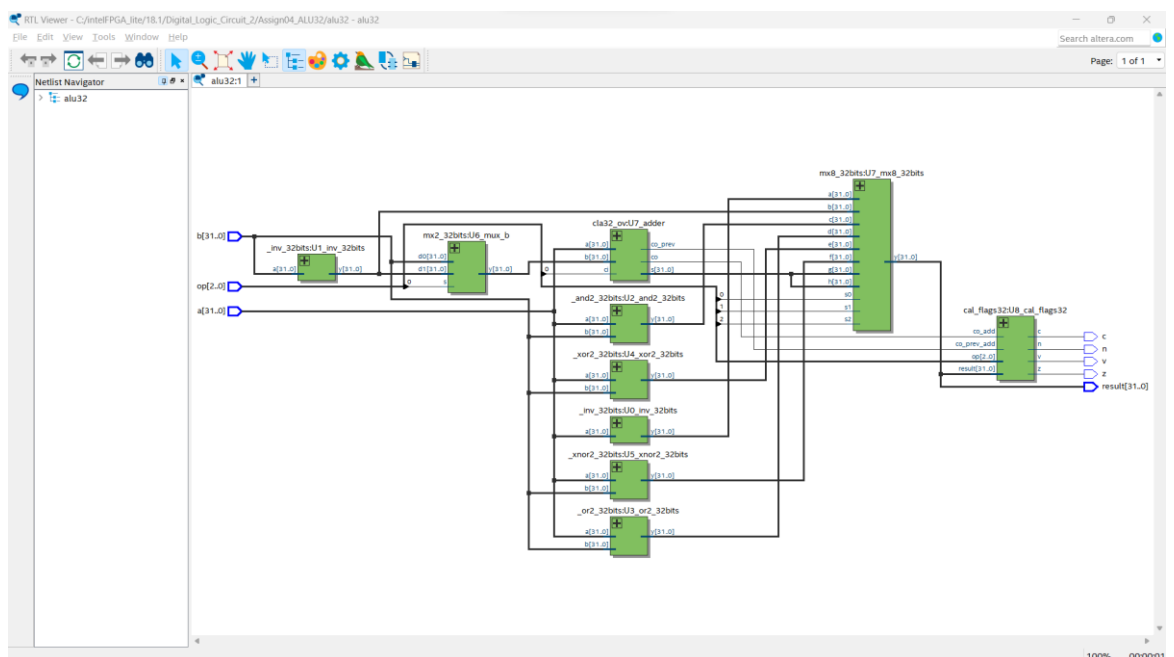 RTL Viewer - C:/intelFPGA_lite/18.1/Digital_Logic_Circuit_2/Assign04_ALU32/alu32 - alu32
File Edit View Tools Window Help
Search altera.com
Page: 1 of 1
Netlist Navigator
alu32:1
alu32
mx8_32bits:U7_mx8_32bits
a[31..0]
b[31..0]
c[31..0]
d[31..0]
e[31..0]
f[31..0]
g[31..0]
h[31..0]
s0
s1
s2
y[31..0]
0
1
2
cla32_ov:U7_adder
a[31..0]
b[31..0]
ci
co_prev
co
s[31..0]
0
mx2_32bits:U6_mux_b
d0[31..0]
d1[31..0]
s
y[31..0]
0
b[31..0]
_inv_32bits:U1_inv_32bits
a[31..0]
y[31..0]
op[2..0]
a[31..0]
_and2_32bits:U2_and2_32bits
a[31..0]
b[31..0]
y[31..0]
_xor2_32bits:U4_xor2_32bits
a[31..0]
b[31..0]
y[31..0]
_inv_32bits:U0_inv_32bits
a[31..0]
y[31..0]
_xnor2_32bits:U5_xnor2_32bits
a[31..0]
b[31..0]
y[31..0]
_or2_32bits:U3_or2_32bits
a[31..0]
b[31..0]
y[31..0]
cal_flags32:U8_cal_flags32
co_add
co_prev_add
op[2..0]
result[31..0]
c
n
v
z
c
n
v
z
result[31..0]
100% 00:00:01